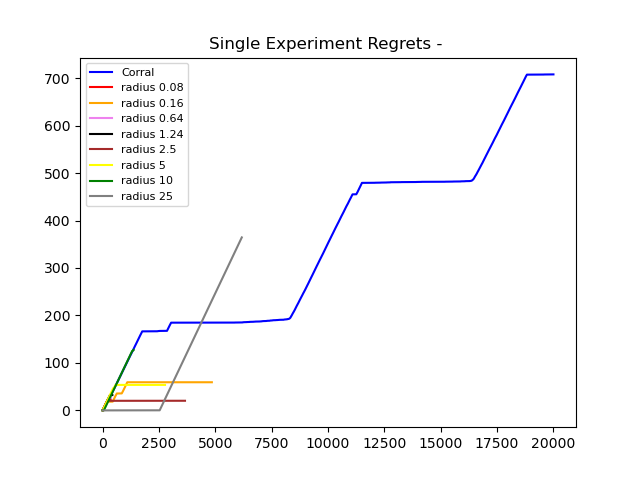 Single Experiment Regrets -
700
600
500
400
300
200
100
0
Corral
radius 0.08
radius 0.16
radius 0.64
radius 1.24
radius 2.5
radius 5
radius 10
radius 25
0 2500 5000 7500 10000 12500 15000 17500 20000